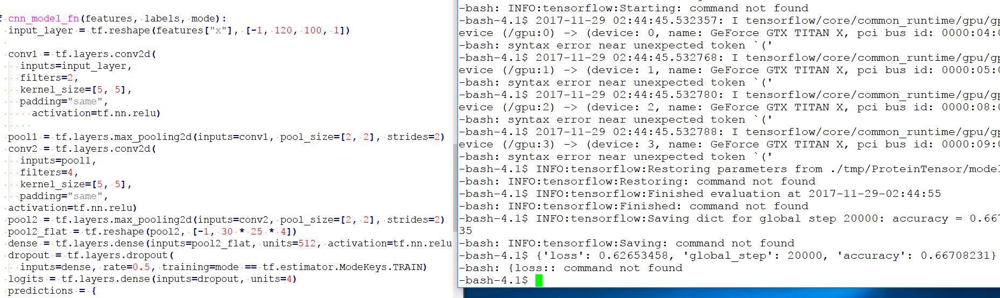 cnn_model_fn(features, labels, mode):
input_layer = tf.reshape(features["x"], [-1, 120, 100, 1])
conv1 = tf.layers.conv2d(
inputs=input_layer,
filters=2,
kernel_size=[5, 5],
padding="same",
activation=tf.nn.relu)
pool1 = tf.layers.max_pooling2d(inputs=conv1, pool_size=[2, 2], strides=2)
conv2 = tf.layers.conv2d(
inputs=pool1,
filters=4,
kernel_size=[5, 5],
padding="same",
activation=tf.nn.relu)
pool2 = tf.layers.max_pooling2d(inputs=conv2, pool_size=[2, 2], strides=2)
pool2_flat = tf.reshape(pool2, [-1, 30 * 25 * 4])
dense = tf.layers.dense(inputs=pool2_flat, units=512, activation=tf.nn.relu
dropout = tf.layers.dropout(
inputs=dense, rate=0.5, training=mode == tf.estimator.ModeKeys.TRAIN)
logits = tf.layers.dense(inputs=dropout, units=4)
predictions = {
-bash: INFO:tensorflow:Starting: command not found
-bash-4.1$ 2017-11-29 02:44:45.532357: I tensorflow/core/common_runtime/gpu/gp
evice (/gpu:0) -> (device: 0, name: GeForce GTX TITAN X, pci bus id: 0000:04:0
-bash: syntax error near unexpected token `('
-bash-4.1$ 2017-11-29 02:44:45.532768: I tensorflow/core/common_runtime/gpu/gp
evice (/gpu:1) -> (device: 1, name: GeForce GTX TITAN X, pci bus id: 0000:05:0
-bash: syntax error near unexpected token `('
-bash-4.1$ 2017-11-29 02:44:45.532780: I tensorflow/core/common_runtime/gpu/gp
evice (/gpu:2) -> (device: 2, name: GeForce GTX TITAN X, pci bus id: 0000:08:0
-bash: syntax error near unexpected token `('
-bash-4.1$ 2017-11-29 02:44:45.532788: I tensorflow/core/common_runtime/gpu/gp
evice (/gpu:3) -> (device: 3, name: GeForce GTX TITAN X, pci bus id: 0000:09:0
-bash: syntax error near unexpected token `('
-bash-4.1$ INFO:tensorflow:Restoring parameters from ./tmp/ProteinTensor/model
-bash: INFO:tensorflow:Restoring: command not found
-bash-4.1$ INFO:tensorflow:Finished evaluation at 2017-11-29-02:44:55
-bash: INFO:tensorflow:Finished: command not found
-bash-4.1$ INFO:tensorflow:Saving dict for global step 20000: accuracy = 0.667
35
-bash: INFO:tensorflow:Saving: command not found
-bash-4.1$ {'loss': 0.62653458, 'global_step': 20000, 'accuracy': 0.66708231}
-bash: {loss:: command not found
-bash-4.1$